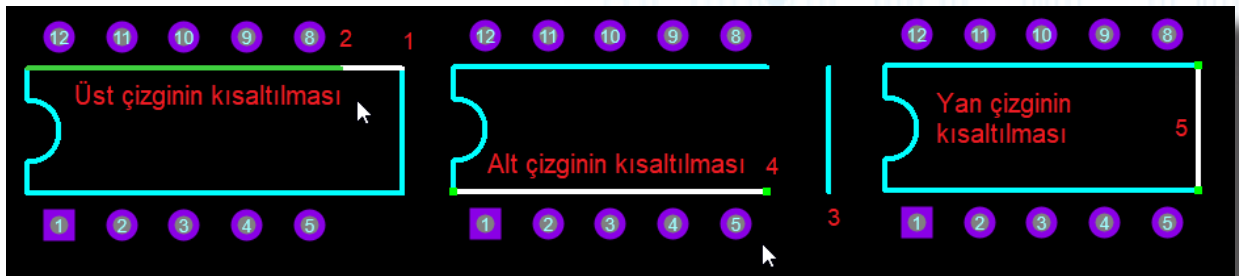 12 11 10 9 8 2 1
Üst çizginin kısaltılması
1 2 3 4 5
12 11 10 9 8
Alt çizginin kısaltılması 4
1 2 3 4 5 3
12 11 10 9 8
Yan çizginin
kısaltılması 5
1 2 3 4 5